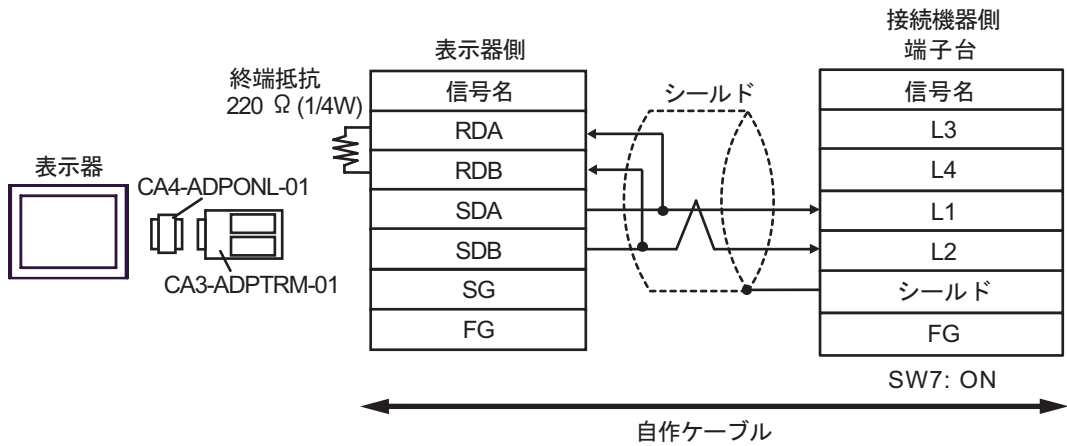 表示器
CA4-ADPONL-01
CA3-ADPTRM-01
終端抵抗
220 Ω (1/4W)
表示器側
信号名
RDA
RDB
SDA
SDB
SG
FG
シールド
接続機器側
端子台
信号名
L3
L4
L1
L2
シールド
FG
SW7: ON
自作ケーブル